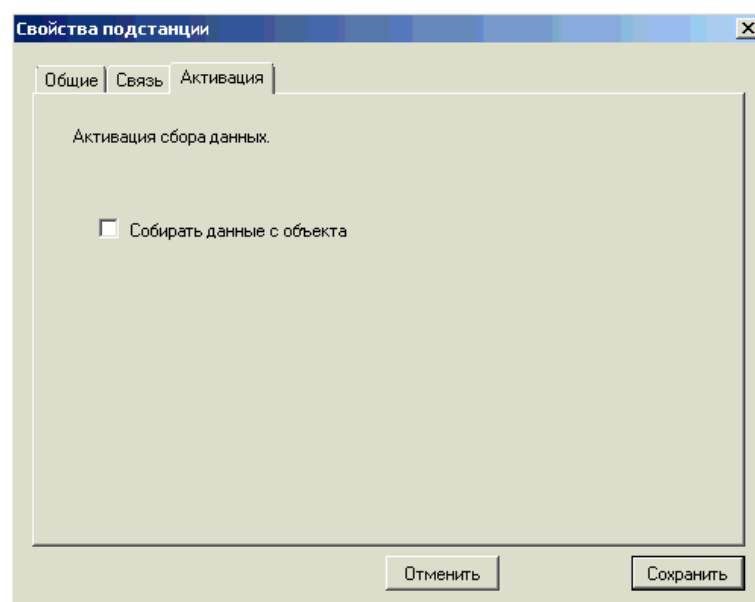 Свойства подстанции
Общие Связь Активация
Активация сбора данных.
Собирать данные с объекта
Отменить Сохранить